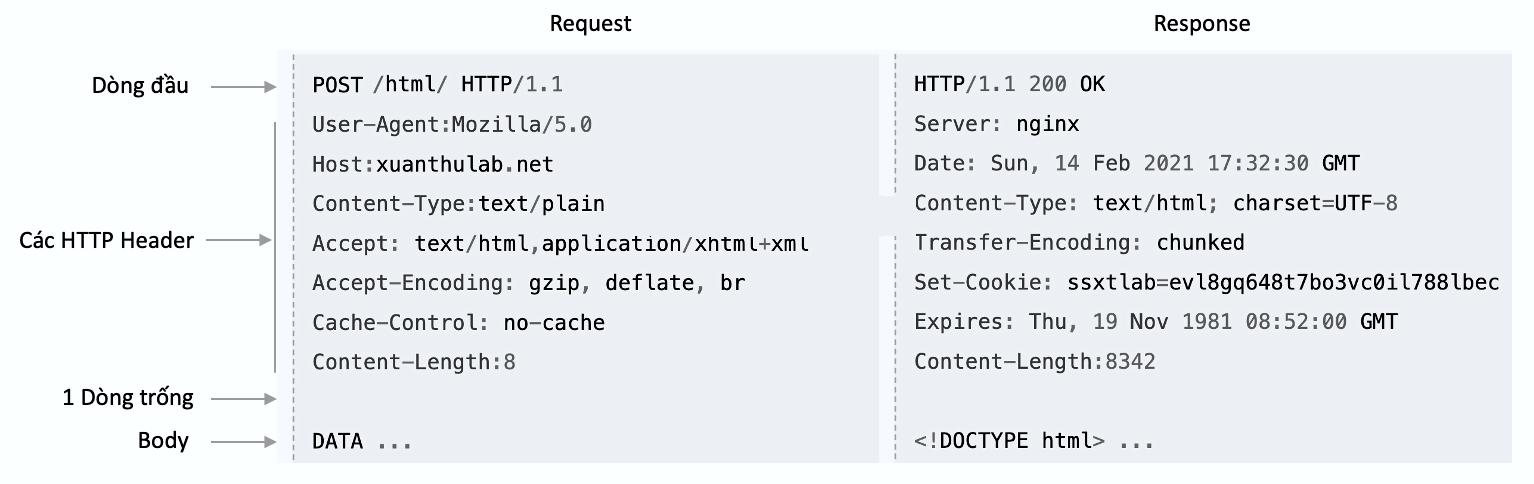 Request
Response
Dòng đầu
POST /html/ HTTP/1.1
HTTP/1.1 200 OK
User-Agent:Mozilla/5.0
Server: nginx
Host:xuanthulab.net
Date: Sun, 14 Feb 2021 17:32:30 GMT
Content-Type:text/plain
Content-Type: text/html; charset=UTF-8
Các HTTP Header
Accept: text/html,application/xhtml+xml
Transfer-Encoding: chunked
Accept-Encoding: gzip, deflate, br
Set-Cookie: ssxtlab=evl8gq648t7bo3vc0il788lbec
Cache-Control: no-cache
Expires: Thu, 19 Nov 1981 08:52:00 GMT
Content-Length:8
Content-Length:8342
1 Dòng trống
Body
DATA ...
<!DOCTYPE html> ...